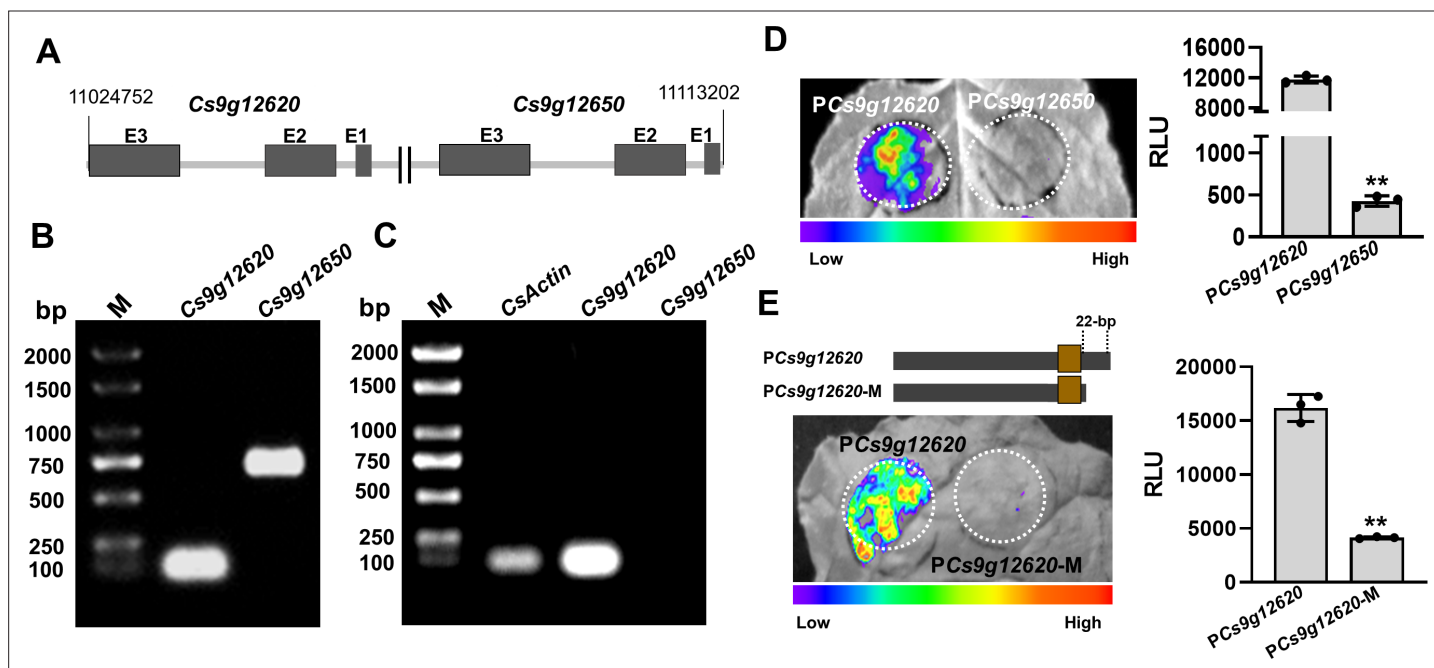 A
11024752
Cs9g12620
Cs9g12650
11113202
E3
E2
E1
E3
E2
E1
B
bp
M
Cs9g12620
Cs9g12650
2000
1500
1000
750
500
250
100
C
bp
M
CsActin
Cs9g12620
Cs9g12650
2000
1500
1000
750
500
250
100
D
PCs9g12620
PCs9g12650
Low
High
RLU
16000
12000
8000
1000
500
0
**
PCs9g12620
PCs9g12650
E
22-bp
PCs9g12620
PCs9g12620-M
PCs9g12620
PCs9g12620-M
Low
High
RLU
20000
15000
10000
5000
0
**
PCs9g12620
PCs9g12620-M